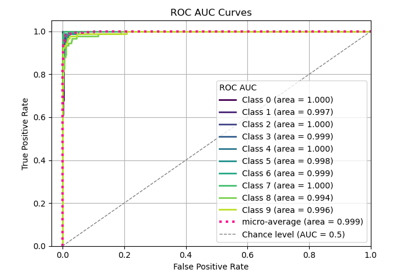 ROC AUC Curves
1.0
0.8
0.6
0.4
0.2
0.0
True Positive Rate
ROC AUC
Class 0 (area = 1.000)
Class 1 (area = 0.997)
Class 2 (area = 1.000)
Class 3 (area = 0.999)
Class 4 (area = 1.000)
Class 5 (area = 0.998)
Class 6 (area = 0.999)
Class 7 (area = 1.000)
Class 8 (area = 0.994)
Class 9 (area = 0.996)
micro-average (area = 0.999)
Chance level (AUC = 0.5)
0.0 0.2 0.4 0.6 0.8 1.0
False Positive Rate